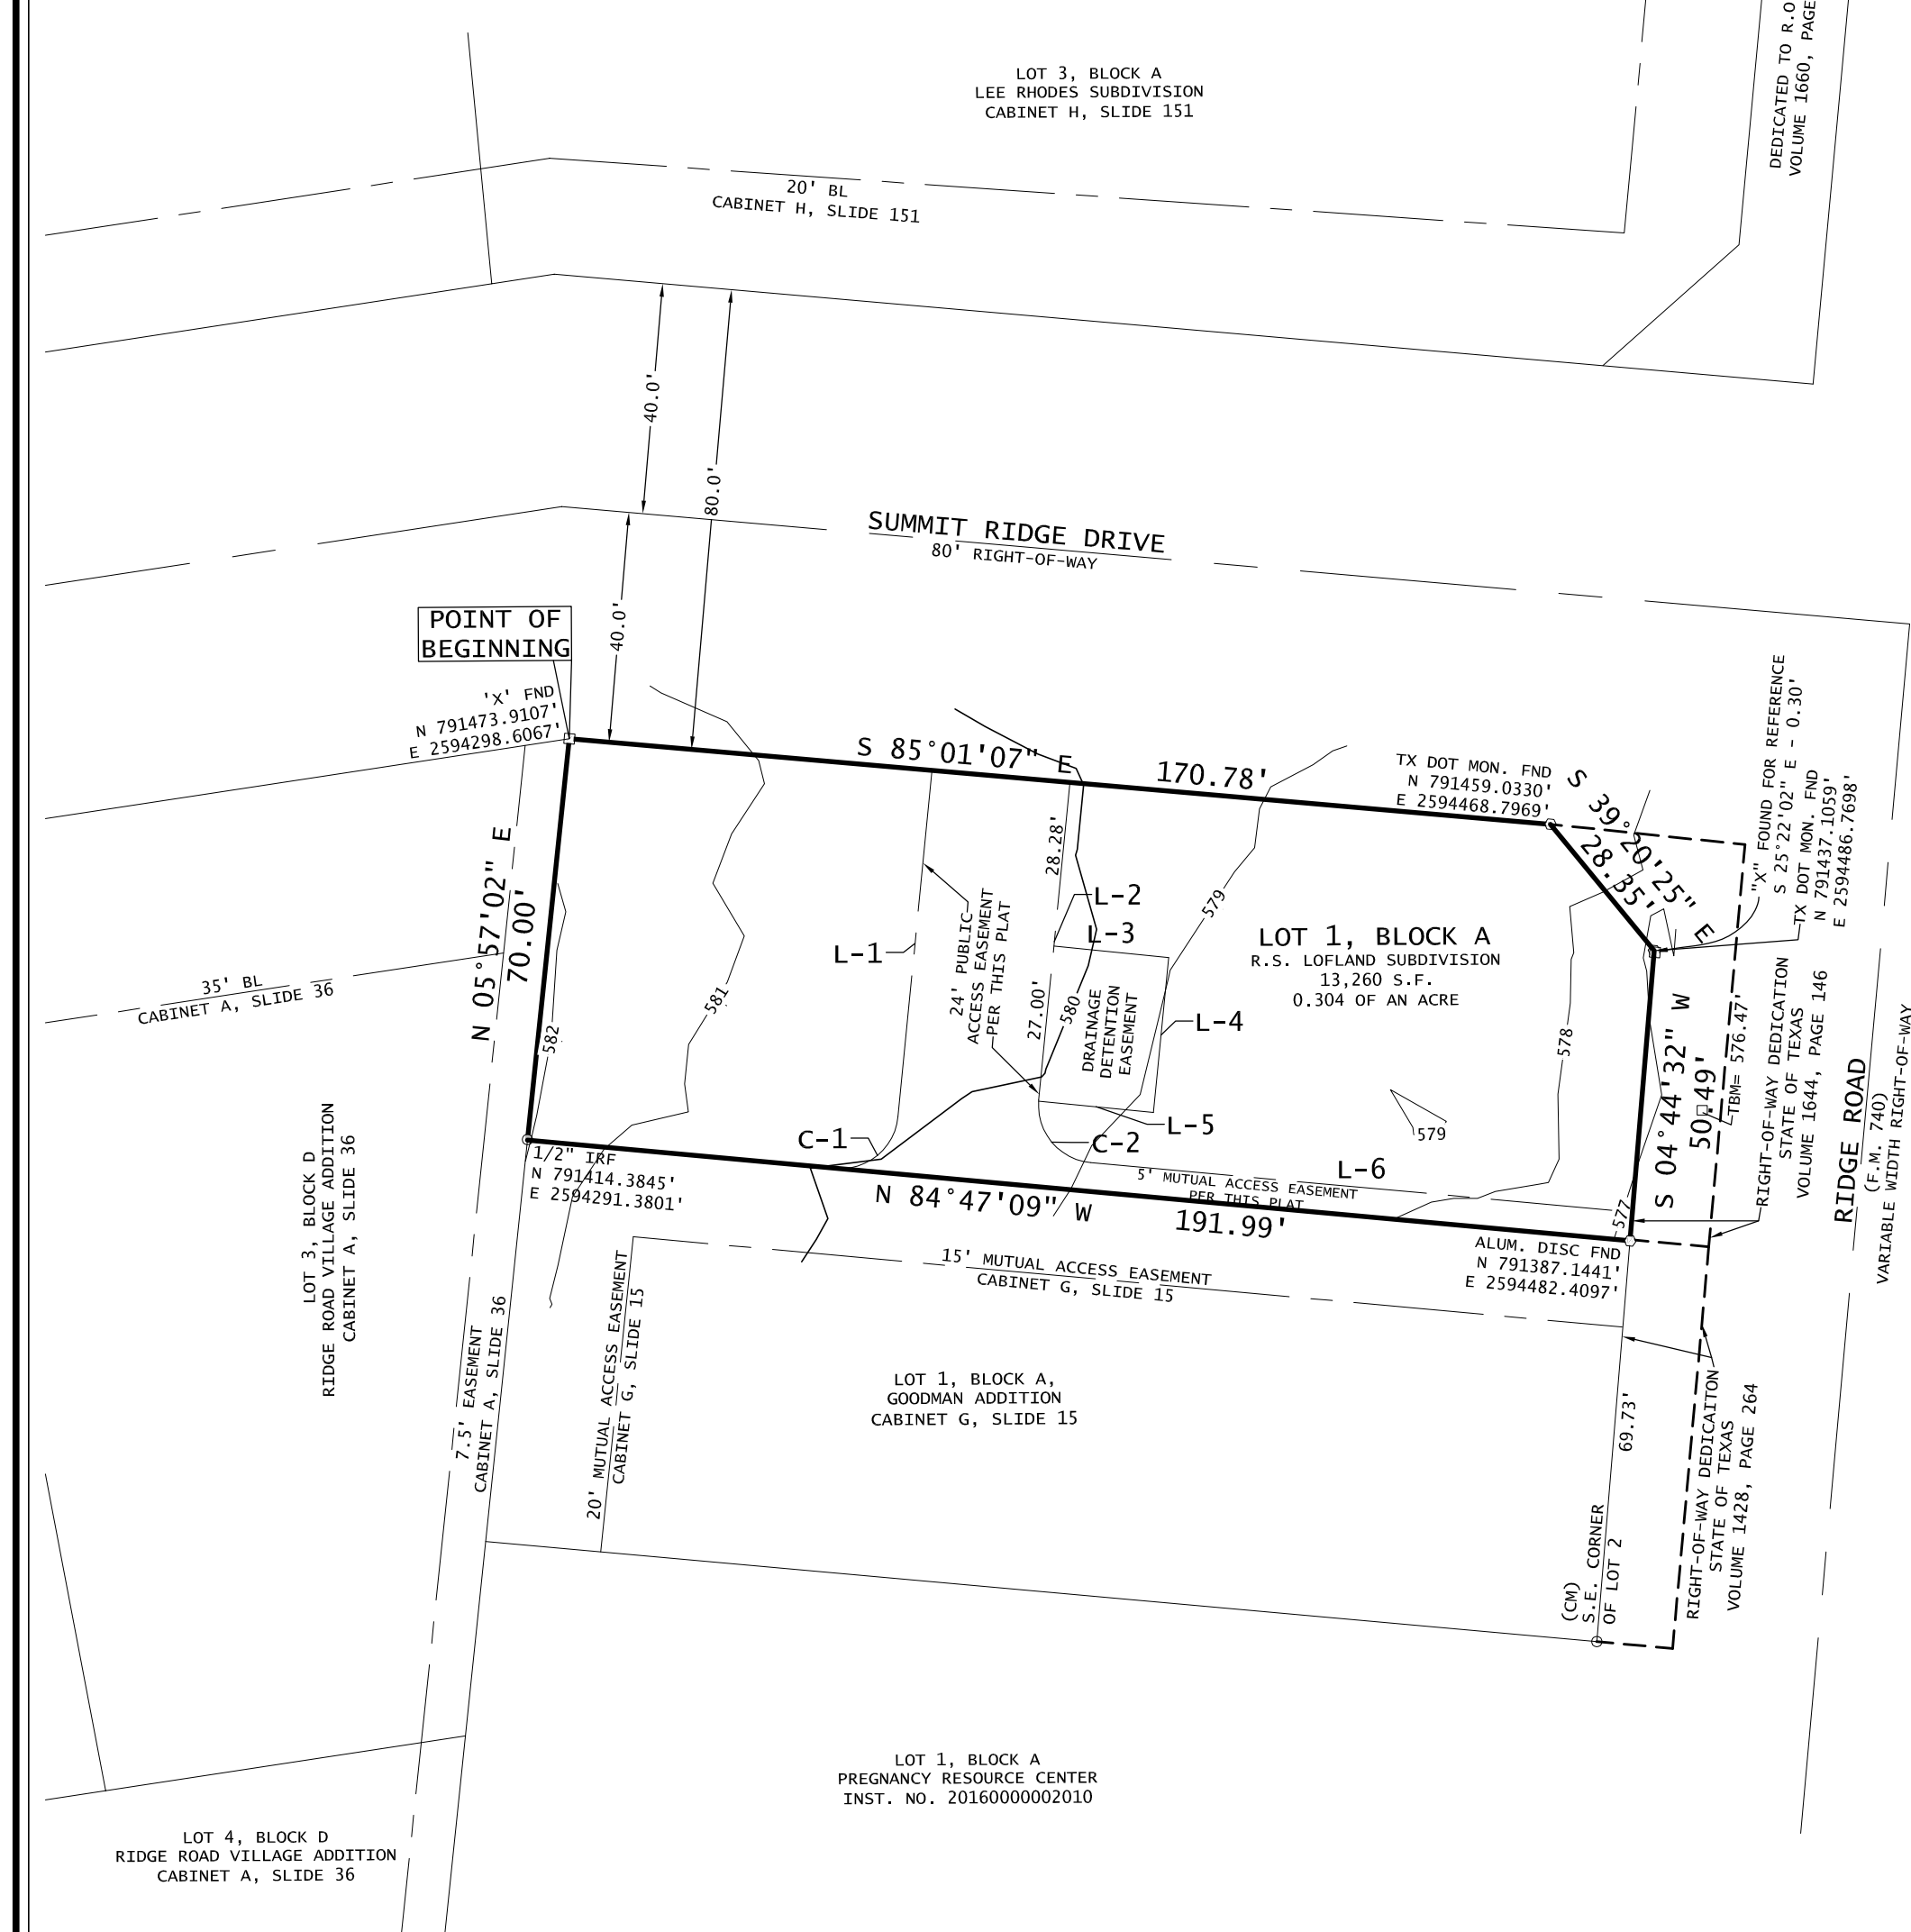 LOT 3, BLOCK A
LEE RHODES SUBDIVISION
CABINET H, SLIDE 151
DEDICATED TO R.O
VOLUME 1660, PAGE
20' BL
CABINET H, SLIDE 151
40.0'
80.0'
SUMMIT RIDGE DRIVE
80' RIGHT-OF-WAY
40.0'
POINT OF
BEGINNING
'X' FND
N 791473.9107'
E 2594298.6067'
S 85°01'07" E
170.78'
TX DOT MON. FND
N 791459.0330'
E 2594468.7969'
S 39°20'25" E
28.35'
"X" FOUND FOR REFERENCE
S 25°22'02" E - 0.30'
TX DOT MON. FND
N 791437.1059'
E 2594486.7698'
N 05°57'02" E
70.00'
28.28'
L-1
L-2
L-3
L-4
L-5
L-6
C-1
C-2
24' PUBLIC
ACCESS EASEMENT
PER THIS PLAT
27.00'
580
579
581
582
578
579
577
DRAINAGE
DETENTION
EASEMENT
LOT 1, BLOCK A
R.S. LOFLAND SUBDIVISION
13,260 S.F.
0.304 OF AN ACRE
35' BL
CABINET A, SLIDE 36
S 04°44'32" W
50.49'
TBM= 576.47'
RIGHT-OF-WAY DEDICATION
STATE OF TEXAS
VOLUME 1644, PAGE 146
RIDGE ROAD
(F.M. 740)
VARIABLE WIDTH RIGHT-OF-WAY
1/2" IRF
N 791414.3845'
E 2594291.3801'
5' MUTUAL ACCESS EASEMENT
PER THIS PLAT
N 84°47'09" W
191.99'
ALUM. DISC FND
N 791387.1441'
E 2594482.4097'
15' MUTUAL ACCESS EASEMENT
CABINET G, SLIDE 15
LOT 3, BLOCK D
RIDGE ROAD VILLAGE ADDITION
CABINET A, SLIDE 36
7.5' EASEMENT
CABINET A, SLIDE 36
20' MUTUAL ACCESS EASEMENT
CABINET G, SLIDE 15
LOT 1, BLOCK A,
GOODMAN ADDITION
CABINET G, SLIDE 15
69.73'
RIGHT-OF-WAY DEDICAITON
STATE OF TEXAS
VOLUME 1428, PAGE 264
(CM)
S.E. CORNER
OF LOT 2
LOT 1, BLOCK A
PREGNANCY RESOURCE CENTER
INST. NO. 20160000002010
LOT 4, BLOCK D
RIDGE ROAD VILLAGE ADDITION
CABINET A, SLIDE 36